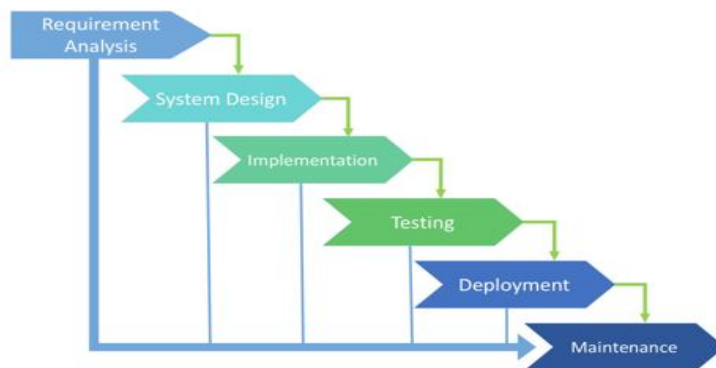 Requirement
Analysis
System Design
Implementation
Testing
Deployment
Maintenance